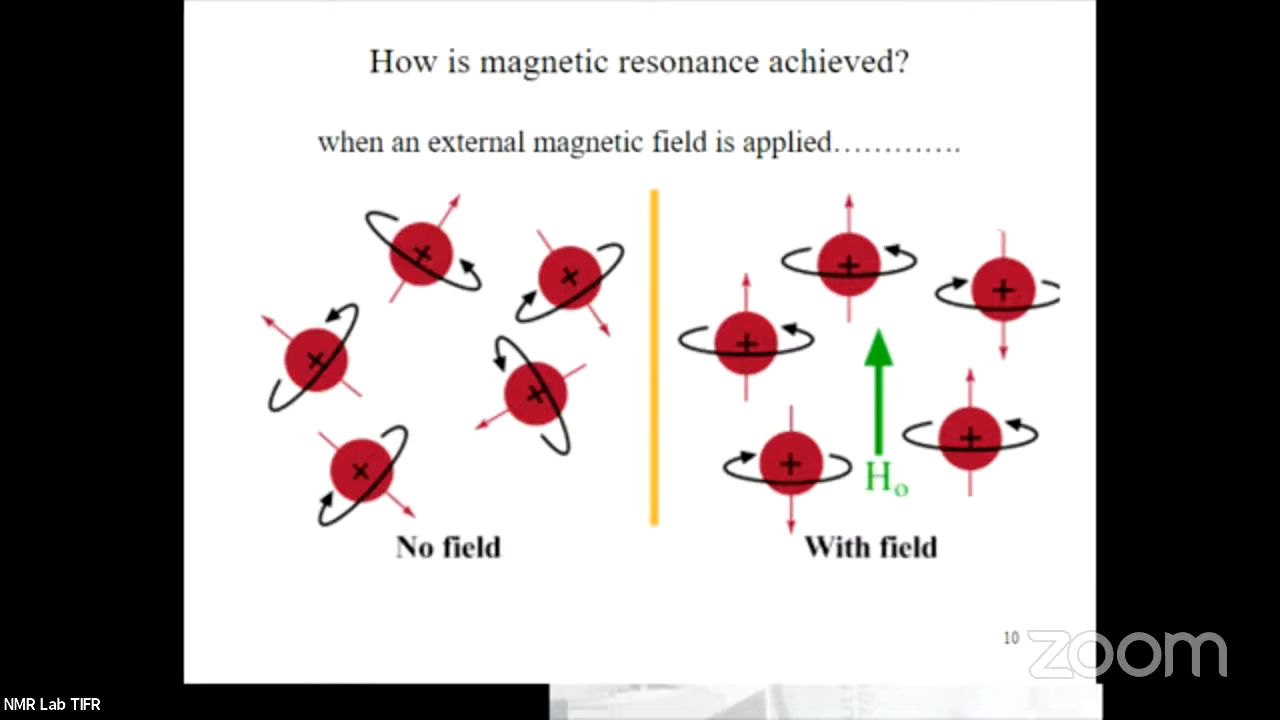 How is magnetic resonance achieved?
when an external magnetic field is applied.............
H₀
No field
With field
10
zoom
NMR Lab TIFR